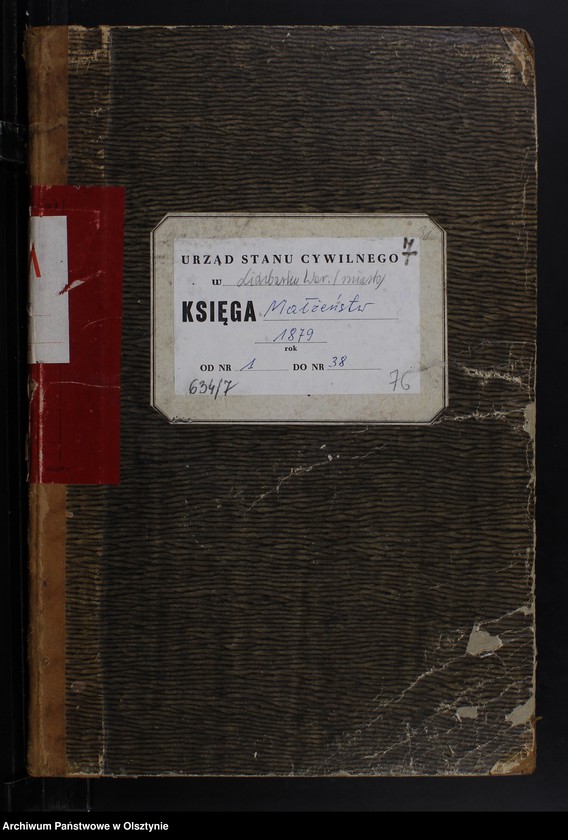 URZĄD STANU CYWILNEGO
w Lidzbarku War. / miasto
KSIĘGA Małżeństw
1879
rok
OD NR 1 DO NR 38
634/7 76
Archiwum Państwowe w Olsztynie